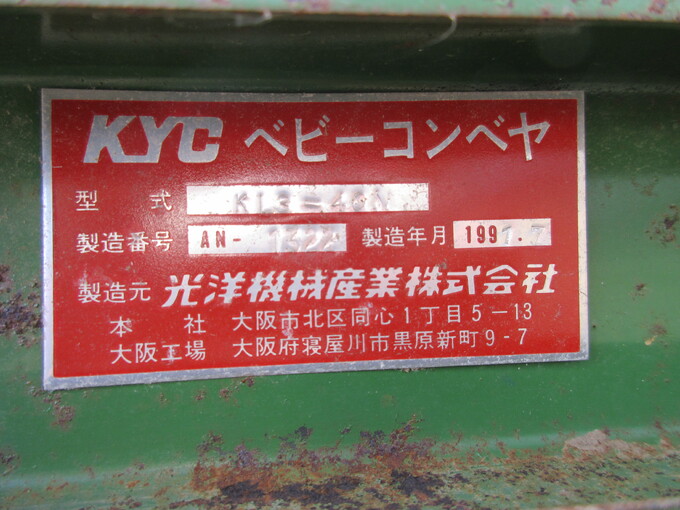 KYC ベビーコンベヤ
型 式
製造番号 AN- 製造年月 1991.7
製造元 光洋機械産業株式会社
本 社 大阪市北区同心1丁目5-13
大阪工場 大阪府寝屋川市黒原新町9-7